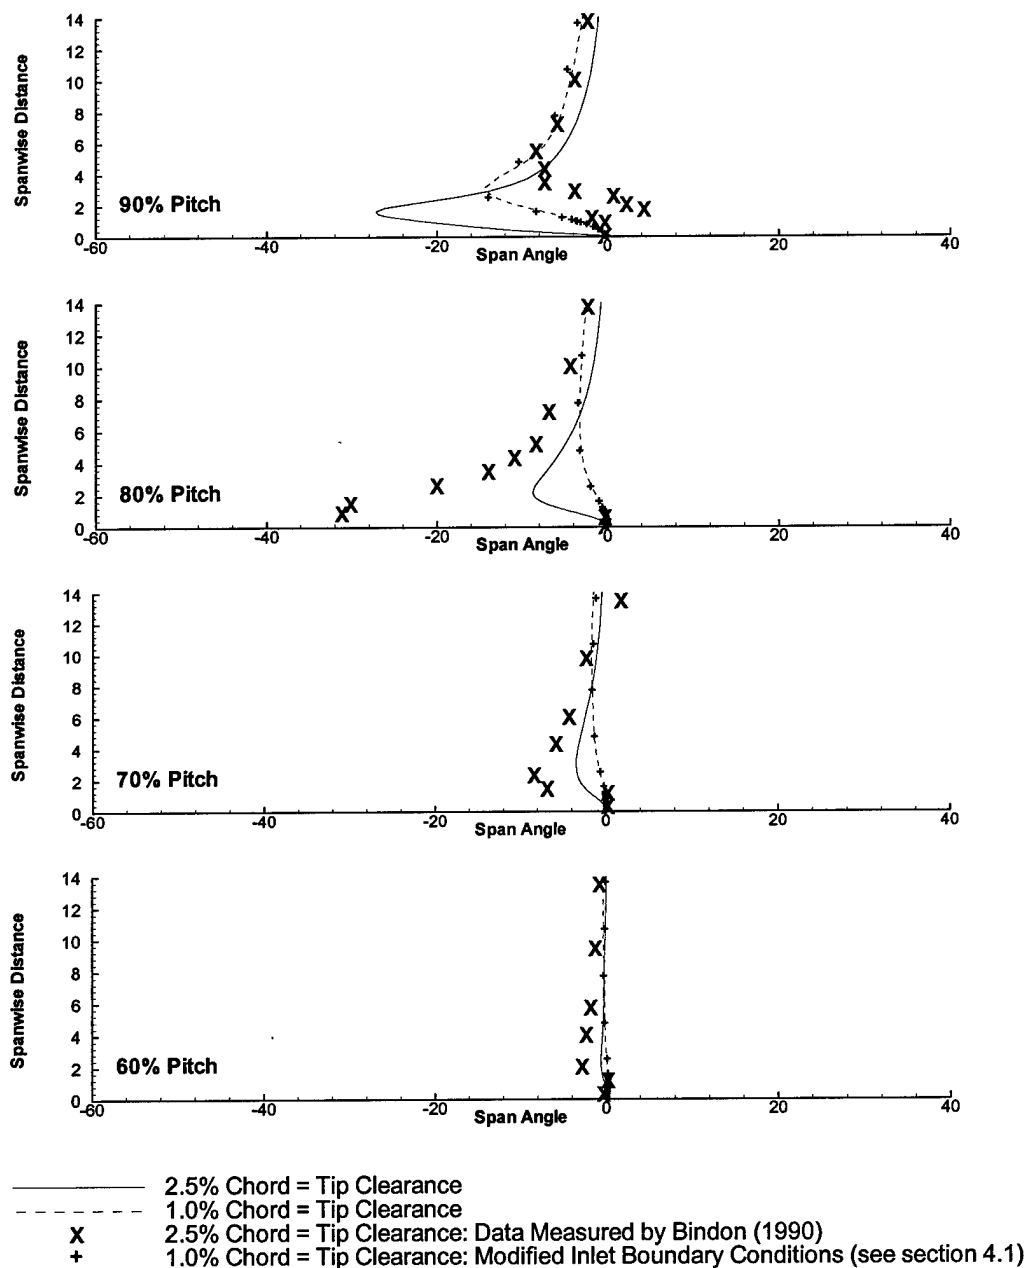 14
12
10
8
6
4
2
0
Spanwise Distance
90% Pitch
-60 -40 -20 0 20 40
Span Angle
14
12
10
8
6
4
2
0
Spanwise Distance
80% Pitch
-60 -40 -20 0 20 40
Span Angle
14
12
10
8
6
4
2
0
Spanwise Distance
70% Pitch
-60 -40 -20 0 20 40
Span Angle
14
12
10
8
6
4
2
0
Spanwise Distance
60% Pitch
-60 -40 -20 0 20 40
Span Angle
2.5% Chord = Tip Clearance
1.0% Chord = Tip Clearance
X 2.5% Chord = Tip Clearance: Data Measured by Bindon (1990)
+ 1.0% Chord = Tip Clearance: Modified Inlet Boundary Conditions (see section 4.1)